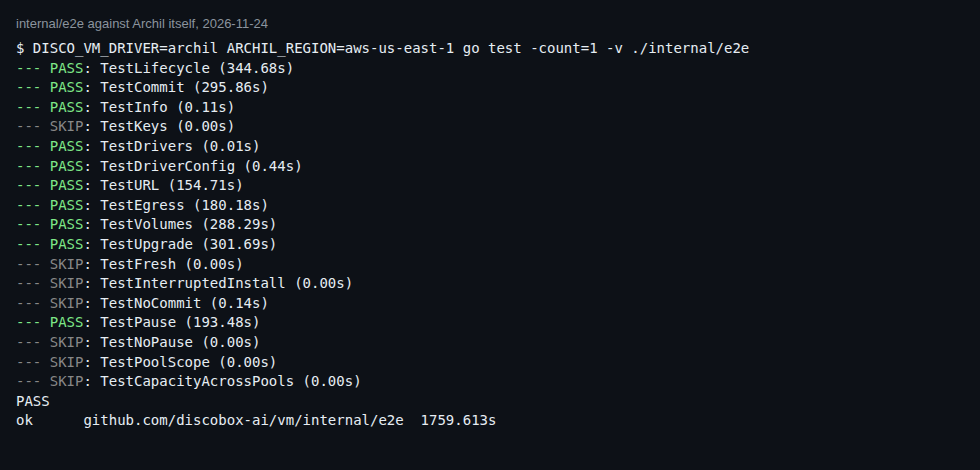 internal/e2e against Archil itself, 2026-11-24
$ DISCO_VM_DRIVER=archil ARCHIL_REGION=aws-us-east-1 go test -count=1 -v ./internal/e2e
--- PASS: TestLifecycle (344.68s)
--- PASS: TestCommit (295.86s)
--- PASS: TestInfo (0.11s)
--- SKIP: TestKeys (0.00s)
--- PASS: TestDrivers (0.01s)
--- PASS: TestDriverConfig (0.44s)
--- PASS: TestURL (154.71s)
--- PASS: TestEgress (180.18s)
--- PASS: TestVolumes (288.29s)
--- PASS: TestUpgrade (301.69s)
--- SKIP: TestFresh (0.00s)
--- SKIP: TestInterruptedInstall (0.00s)
--- SKIP: TestNoCommit (0.14s)
--- PASS: TestPause (193.48s)
--- SKIP: TestNoPause (0.00s)
--- SKIP: TestPoolScope (0.00s)
--- SKIP: TestCapacityAcrossPools (0.00s)
PASS
ok      github.com/discobox-ai/vm/internal/e2e  1759.613s